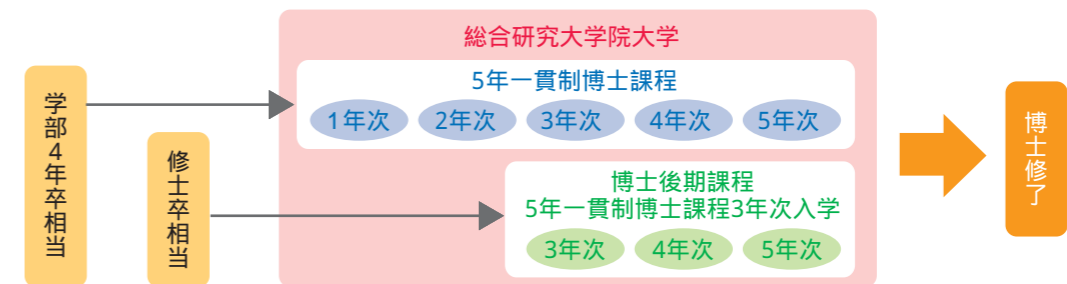 総合研究大学院大学
学部4年卒相当
5年一貫制博士課程
1年次 2年次 3年次 4年次 5年次
修士卒相当
博士後期課程
5年一貫制博士課程3年次入学
3年次 4年次 5年次
博士修了